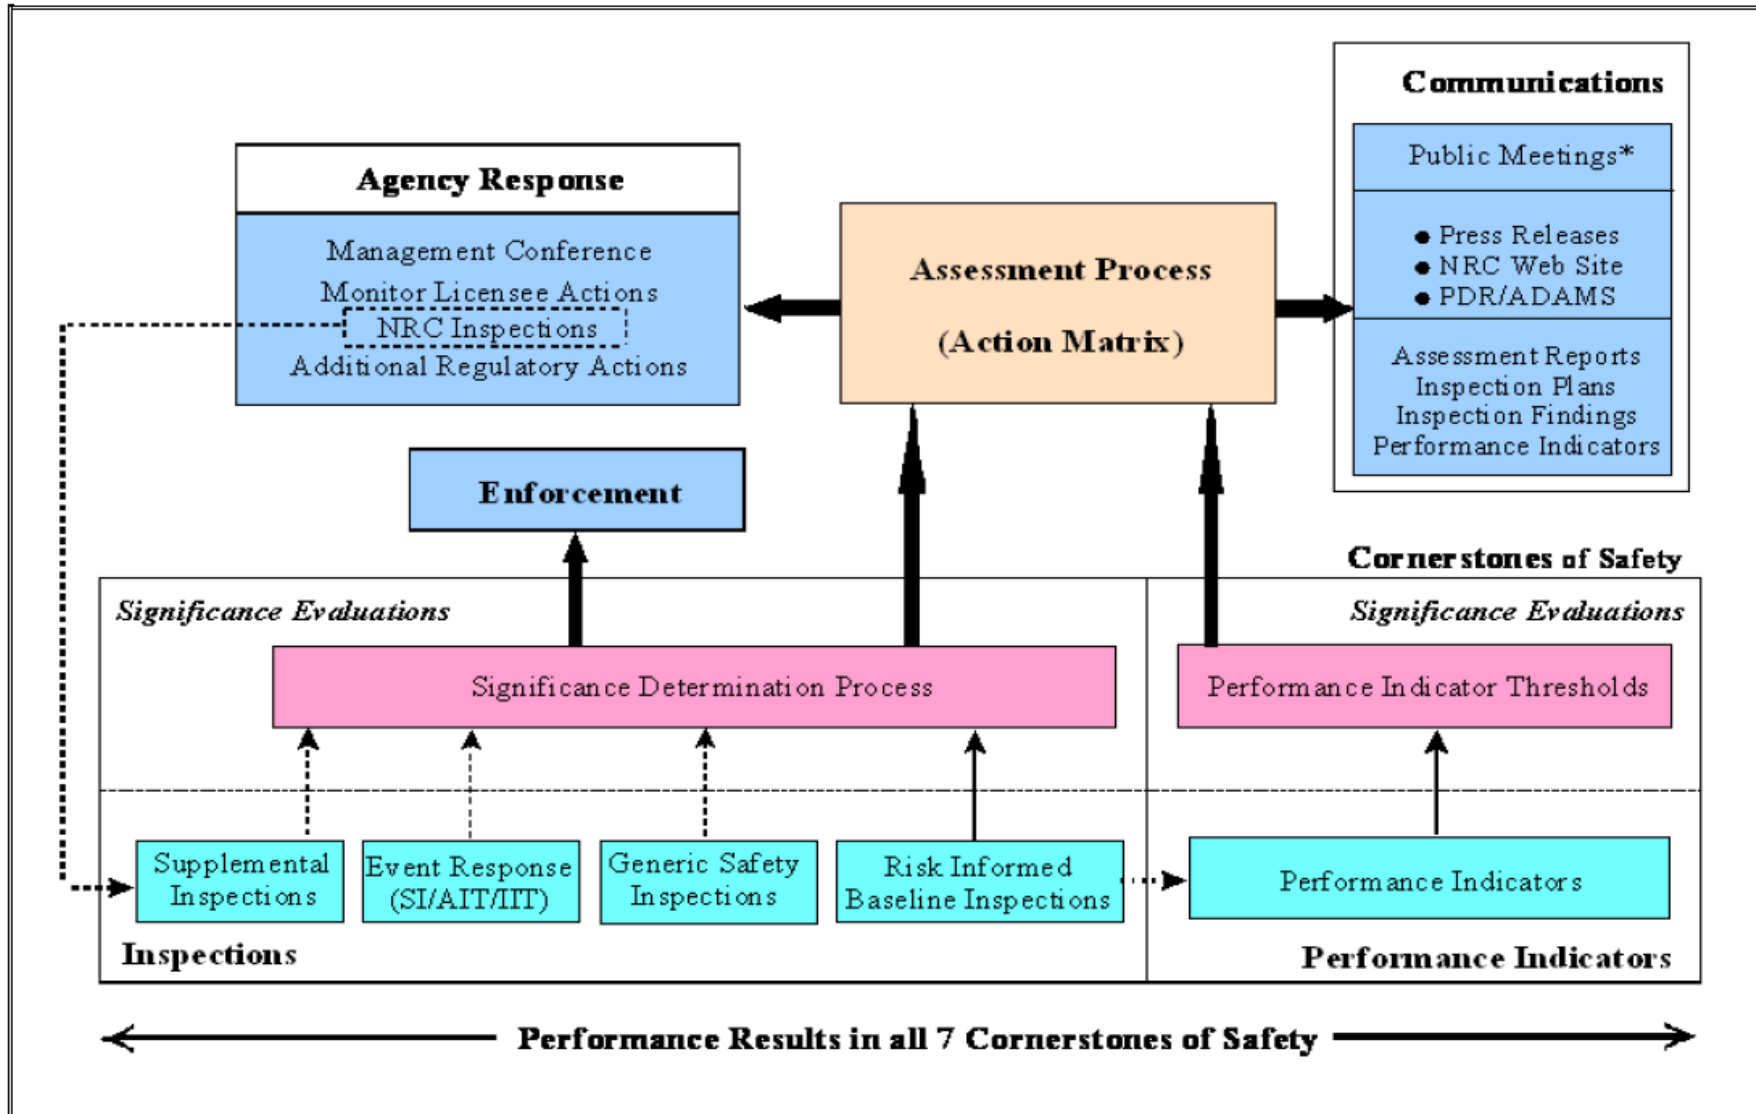 Communications
Public Meetings*
● Press Releases
● NRC Web Site
● PDR/ADAMS
Assessment Reports
Inspection Plans
Inspection Findings
Performance Indicators
Agency Response
Management Conference
Monitor Licensee Actions
NRC Inspections
Additional Regulatory Actions
Assessment Process
(Action Matrix)
Enforcement
Cornerstones of Safety
Significance Evaluations
Significance Evaluations
Significance Determination Process
Performance Indicator Thresholds
Supplemental
Inspections
Event Response
(SI/AIT/IIT)
Generic Safety
Inspections
Risk Informed
Baseline Inspections
Performance Indicators
Inspections
Performance Indicators
Performance Results in all 7 Cornerstones of Safety